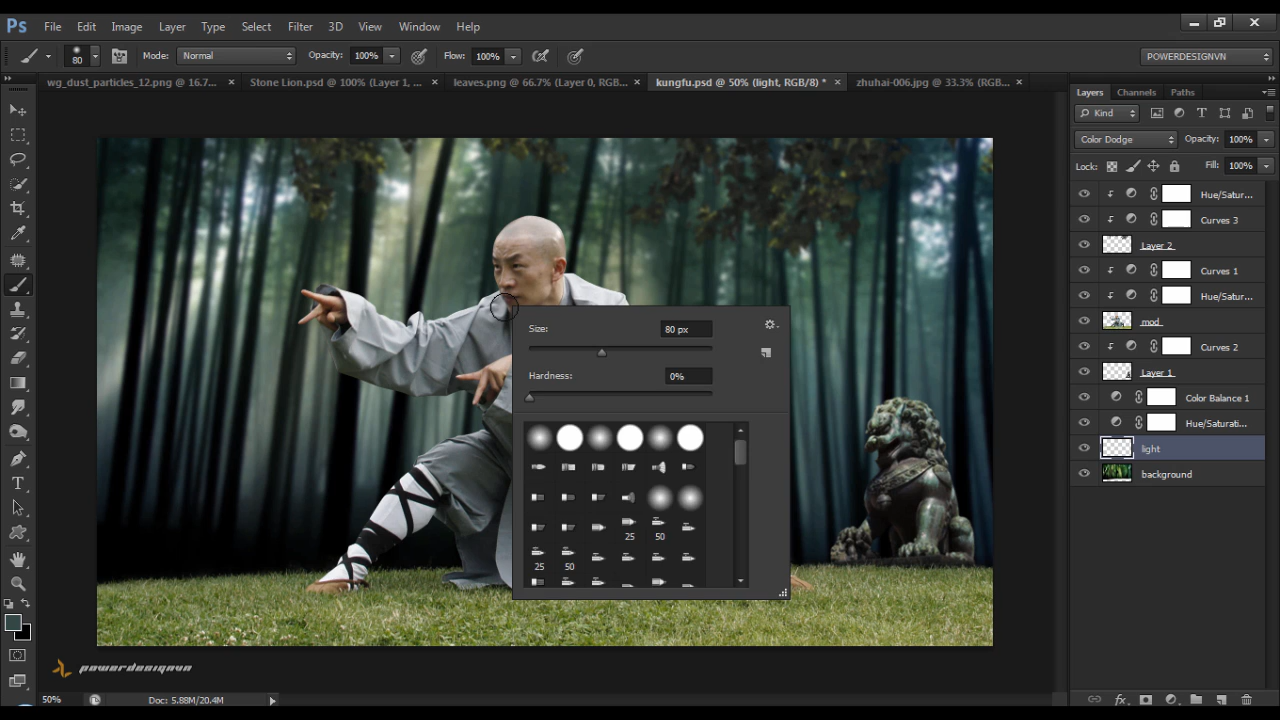 Ps File Edit Image Layer Type Select Filter 3D View Window Help
80 Mode: Normal Opacity: 100% Flow: 100% POWERDESIGNVN
wg_dust_particles_12.png @ 16.7... × Stone Lion.psd @ 100% (Layer 1, ... × leaves.png @ 66.7% (Layer 0, RGB... × kungfu.psd @ 50% (light, RGB/8) * × zhuhai-006.jpg @ 33.3% (RGB... ×
Layers Channels Paths
Kind
Color Dodge Opacity: 100%
Lock: Fill: 100%
Hue/Satur...
Curves 3
Layer 2
Curves 1
Hue/Satur...
mod
Curves 2
Layer 1
Color Balance 1
Hue/Saturati...
light
background
Size: 80 px
Hardness: 0%
25 50
25 50
powerdesignvn
50% Doc: 5.88M/20.4M